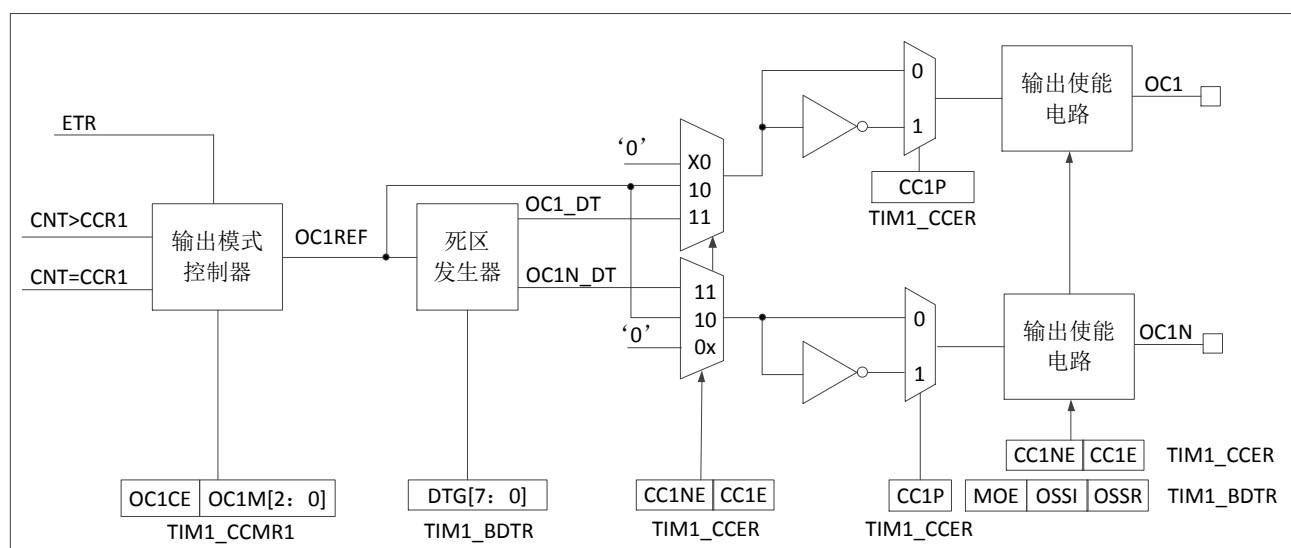 ETR
CNT>CCR1
CNT=CCR1
输出模式
控制器
OC1REF
OC1CE OC1M[2：0]
TIM1_CCMR1
死区
发生器
OC1_DT
OC1N_DT
DTG[7：0]
TIM1_BDTR
‘0’
X0
10
11
11
10
0x
‘0’
CC1NE CC1E
TIM1_CCER
0
1
CC1P
TIM1_CCER
输出使能
电路
OC1
0
1
CC1P
TIM1_CCER
输出使能
电路
OC1N
CC1NE CC1E TIM1_CCER
MOE OSSI OSSR TIM1_BDTR